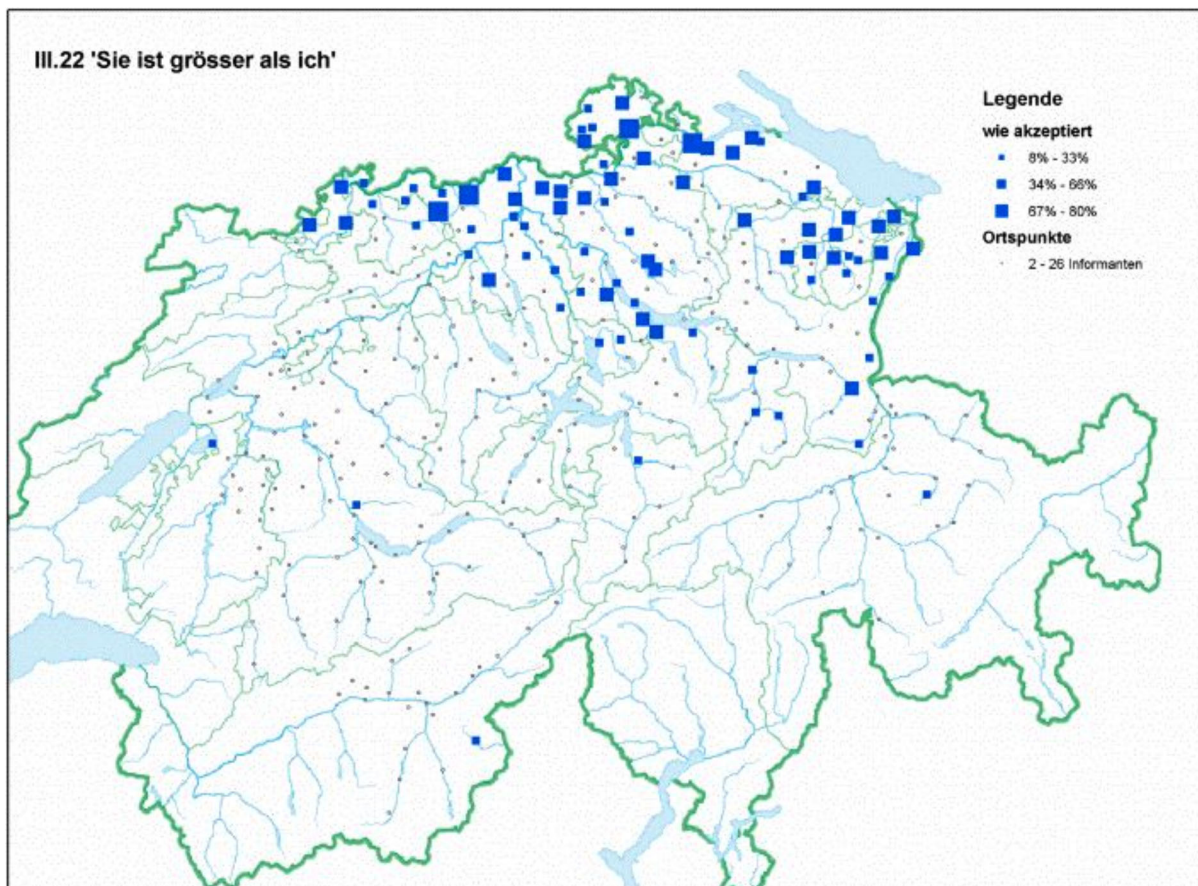 III.22 'Sie ist grösser als ich'
Legende
wie akzeptiert
8% - 33%
34% - 66%
67% - 80%
Ortspunkte
2 - 26 Informanten